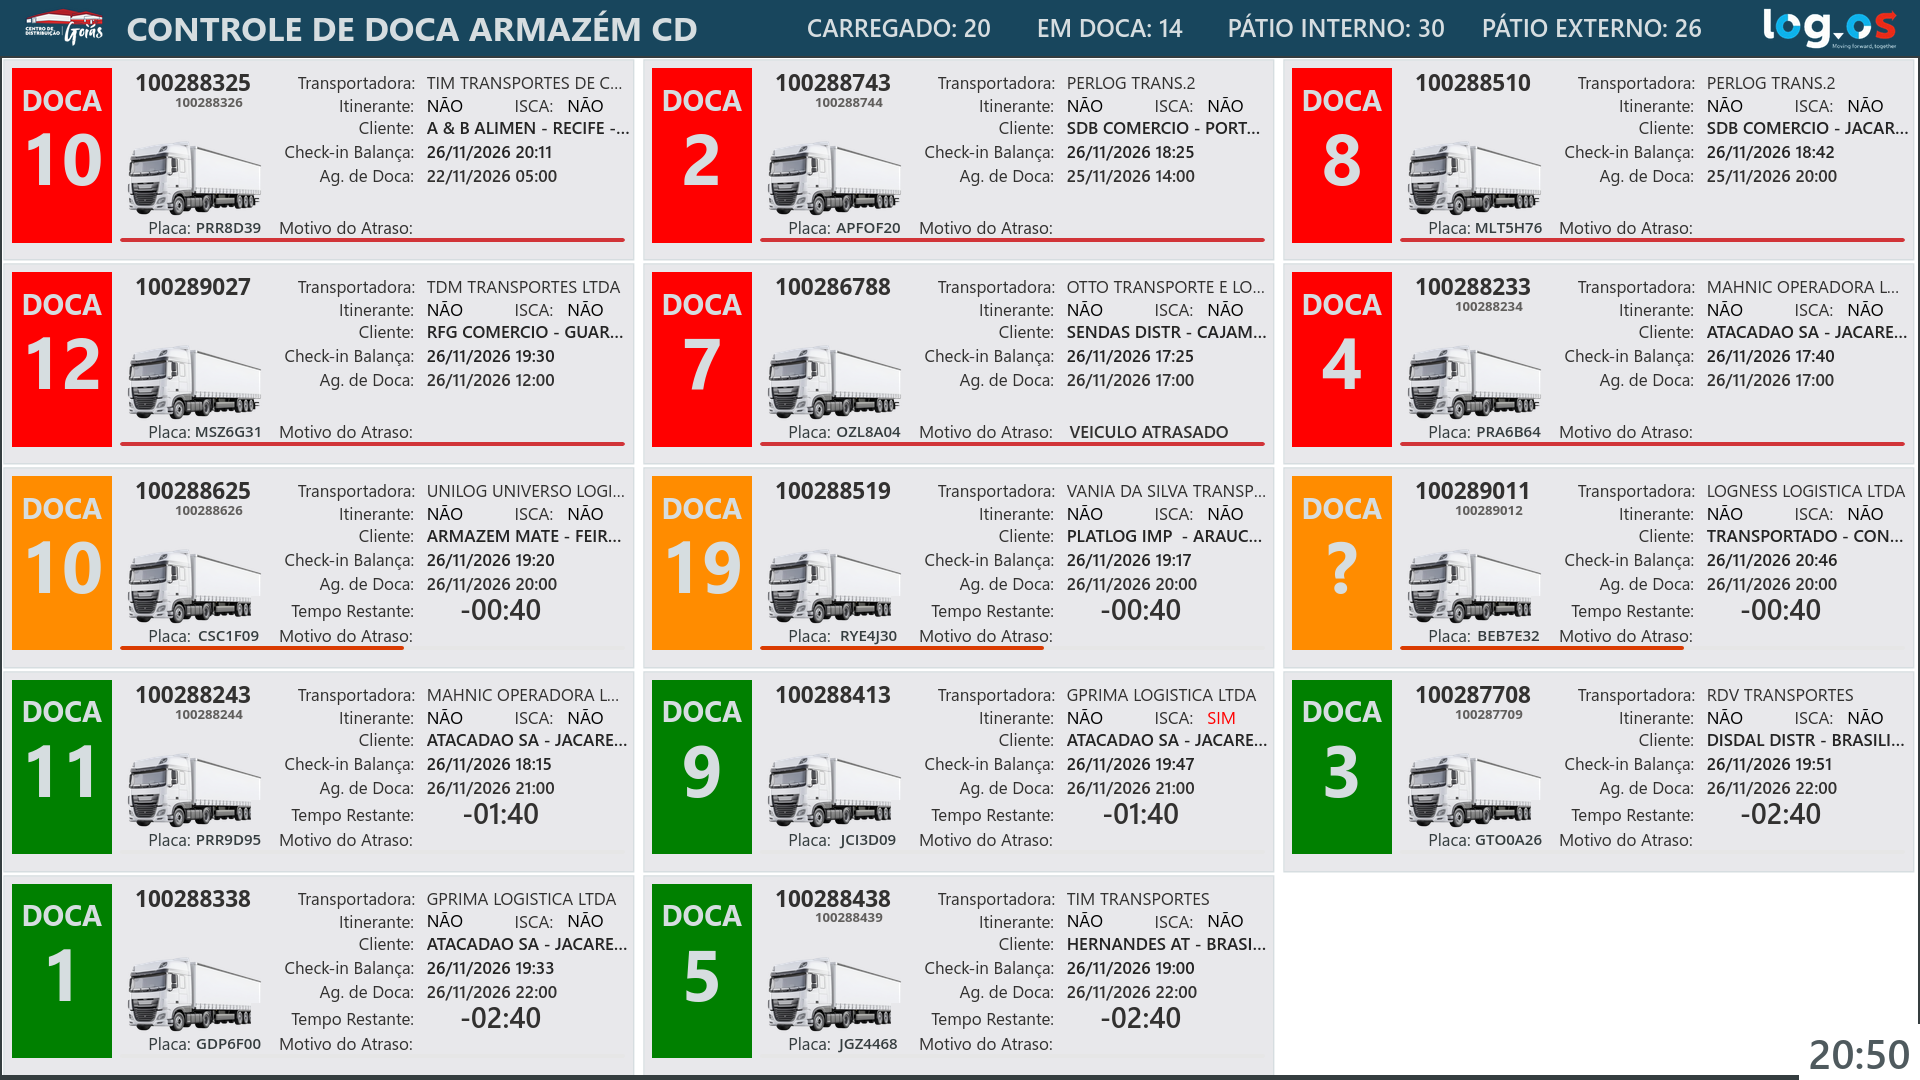 CENTRO DE DISTRIBUIÇÃO Goiás
CONTROLE DE DOCA ARMAZÉM CD
CARREGADO: 20 EM DOCA: 14 PÁTIO INTERNO: 30 PÁTIO EXTERNO: 26
log.os
Moving forward, together
DOCA
10
100288325
100288326
Transportadora: TIM TRANSPORTES DE C...
Itinerante: NÃO ISCA: NÃO
Cliente: A & B ALIMEN - RECIFE -...
Check-in Balança: 26/11/2026 20:11
Ag. de Doca: 22/11/2026 05:00
Placa: PRR8D39 Motivo do Atraso:
DOCA
2
100288743
100288744
Transportadora: PERLOG TRANS.2
Itinerante: NÃO ISCA: NÃO
Cliente: SDB COMERCIO - PORT...
Check-in Balança: 26/11/2026 18:25
Ag. de Doca: 25/11/2026 14:00
Placa: APFOF20 Motivo do Atraso:
DOCA
8
100288510
Transportadora: PERLOG TRANS.2
Itinerante: NÃO ISCA: NÃO
Cliente: SDB COMERCIO - JACAR...
Check-in Balança: 26/11/2026 18:42
Ag. de Doca: 25/11/2026 20:00
Placa: MLT5H76 Motivo do Atraso:
DOCA
12
100289027
Transportadora: TDM TRANSPORTES LTDA
Itinerante: NÃO ISCA: NÃO
Cliente: RFG COMERCIO - GUAR...
Check-in Balança: 26/11/2026 19:30
Ag. de Doca: 26/11/2026 12:00
Placa: MSZ6G31 Motivo do Atraso:
DOCA
7
100286788
Transportadora: OTTO TRANSPORTE E LO...
Itinerante: NÃO ISCA: NÃO
Cliente: SENDAS DISTR - CAJAM...
Check-in Balança: 26/11/2026 17:25
Ag. de Doca: 26/11/2026 17:00
Placa: OZL8A04 Motivo do Atraso: VEICULO ATRASADO
DOCA
4
100288233
100288234
Transportadora: MAHNIC OPERADORA L...
Itinerante: NÃO ISCA: NÃO
Cliente: ATACADAO SA - JACARE...
Check-in Balança: 26/11/2026 17:40
Ag. de Doca: 26/11/2026 17:00
Placa: PRA6B64 Motivo do Atraso:
DOCA
10
100288625
100288626
Transportadora: UNILOG UNIVERSO LOGI...
Itinerante: NÃO ISCA: NÃO
Cliente: ARMAZEM MATE - FEIR...
Check-in Balança: 26/11/2026 19:20
Ag. de Doca: 26/11/2026 20:00
Tempo Restante: -00:40
Placa: CSC1F09 Motivo do Atraso:
DOCA
19
100288519
Transportadora: VANIA DA SILVA TRANSP...
Itinerante: NÃO ISCA: NÃO
Cliente: PLATLOG IMP - ARAUC...
Check-in Balança: 26/11/2026 19:17
Ag. de Doca: 26/11/2026 20:00
Tempo Restante: -00:40
Placa: RYE4J30 Motivo do Atraso:
DOCA
?
100289011
100289012
Transportadora: LOGNESS LOGISTICA LTDA
Itinerante: NÃO ISCA: NÃO
Cliente: TRANSPORTADO - CON...
Check-in Balança: 26/11/2026 20:46
Ag. de Doca: 26/11/2026 20:00
Tempo Restante: -00:40
Placa: BEB7E32 Motivo do Atraso:
DOCA
11
100288243
100288244
Transportadora: MAHNIC OPERADORA L...
Itinerante: NÃO ISCA: NÃO
Cliente: ATACADAO SA - JACARE...
Check-in Balança: 26/11/2026 18:15
Ag. de Doca: 26/11/2026 21:00
Tempo Restante: -01:40
Placa: PRR9D95 Motivo do Atraso:
DOCA
9
100288413
Transportadora: GPRIMA LOGISTICA LTDA
Itinerante: NÃO ISCA: SIM
Cliente: ATACADAO SA - JACARE...
Check-in Balança: 26/11/2026 19:47
Ag. de Doca: 26/11/2026 21:00
Tempo Restante: -01:40
Placa: JCI3D09 Motivo do Atraso:
DOCA
3
100287708
100287709
Transportadora: RDV TRANSPORTES
Itinerante: NÃO ISCA: NÃO
Cliente: DISDAL DISTR - BRASILI...
Check-in Balança: 26/11/2026 19:51
Ag. de Doca: 26/11/2026 22:00
Tempo Restante: -02:40
Placa: GTO0A26 Motivo do Atraso:
DOCA
1
100288338
Transportadora: GPRIMA LOGISTICA LTDA
Itinerante: NÃO ISCA: NÃO
Cliente: ATACADAO SA - JACARE...
Check-in Balança: 26/11/2026 19:33
Ag. de Doca: 26/11/2026 22:00
Tempo Restante: -02:40
Placa: GDP6F00 Motivo do Atraso:
DOCA
5
100288438
100288439
Transportadora: TIM TRANSPORTES
Itinerante: NÃO ISCA: NÃO
Cliente: HERNANDES AT - BRASI...
Check-in Balança: 26/11/2026 19:00
Ag. de Doca: 26/11/2026 22:00
Tempo Restante: -02:40
Placa: JGZ4468 Motivo do Atraso:
20:50